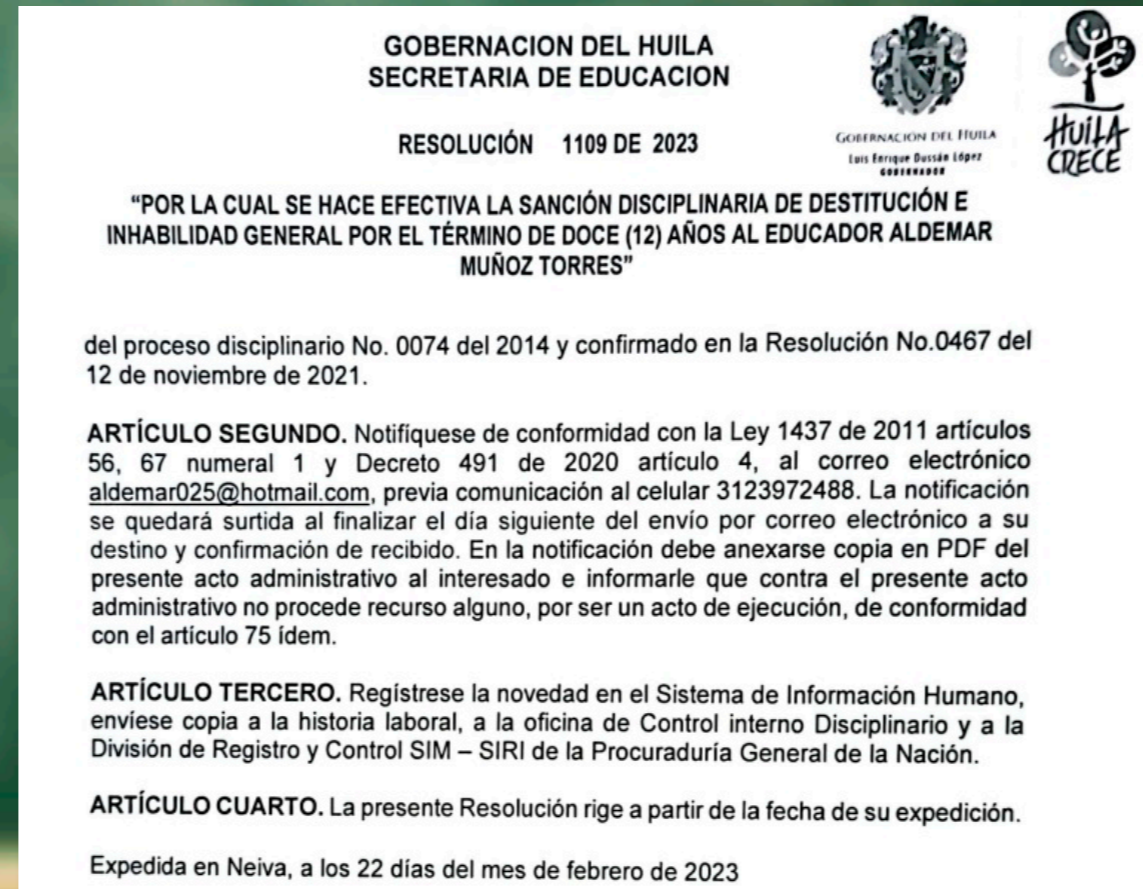 GOBERNACION DEL HUILA
SECRETARIA DE EDUCACION
RESOLUCIÓN 1109 DE 2023
GOBERNACION DEL HUILA
Luis Enrique Dussán López
GOBERNADOR
HUILA
CRECE
“POR LA CUAL SE HACE EFECTIVA LA SANCIÓN DISCIPLINARIA DE DESTITUCIÓN E
INHABILIDAD GENERAL POR EL TÉRMINO DE DOCE (12) AÑOS AL EDUCADOR ALDEMAR
MUÑOZ TORRES”
del proceso disciplinario No. 0074 del 2014 y confirmado en la Resolución No.0467 del
12 de noviembre de 2021.
ARTÍCULO SEGUNDO. Notifíquese de conformidad con la Ley 1437 de 2011 artículos
56, 67 numeral 1 y Decreto 491 de 2020 artículo 4, al correo electrónico
aldemar025@hotmail.com, previa comunicación al celular 3123972488. La notificación
se quedará surtida al finalizar el día siguiente del envío por correo electrónico a su
destino y confirmación de recibido. En la notificación debe anexarse copia en PDF del
presente acto administrativo al interesado e informarle que contra el presente acto
administrativo no procede recurso alguno, por ser un acto de ejecución, de conformidad
con el artículo 75 ídem.
ARTÍCULO TERCERO. Regístrese la novedad en el Sistema de Información Humano,
envíese copia a la historia laboral, a la oficina de Control interno Disciplinario y a la
División de Registro y Control SIM – SIRI de la Procuraduría General de la Nación.
ARTÍCULO CUARTO. La presente Resolución rige a partir de la fecha de su expedición.
Expedida en Neiva, a los 22 días del mes de febrero de 2023